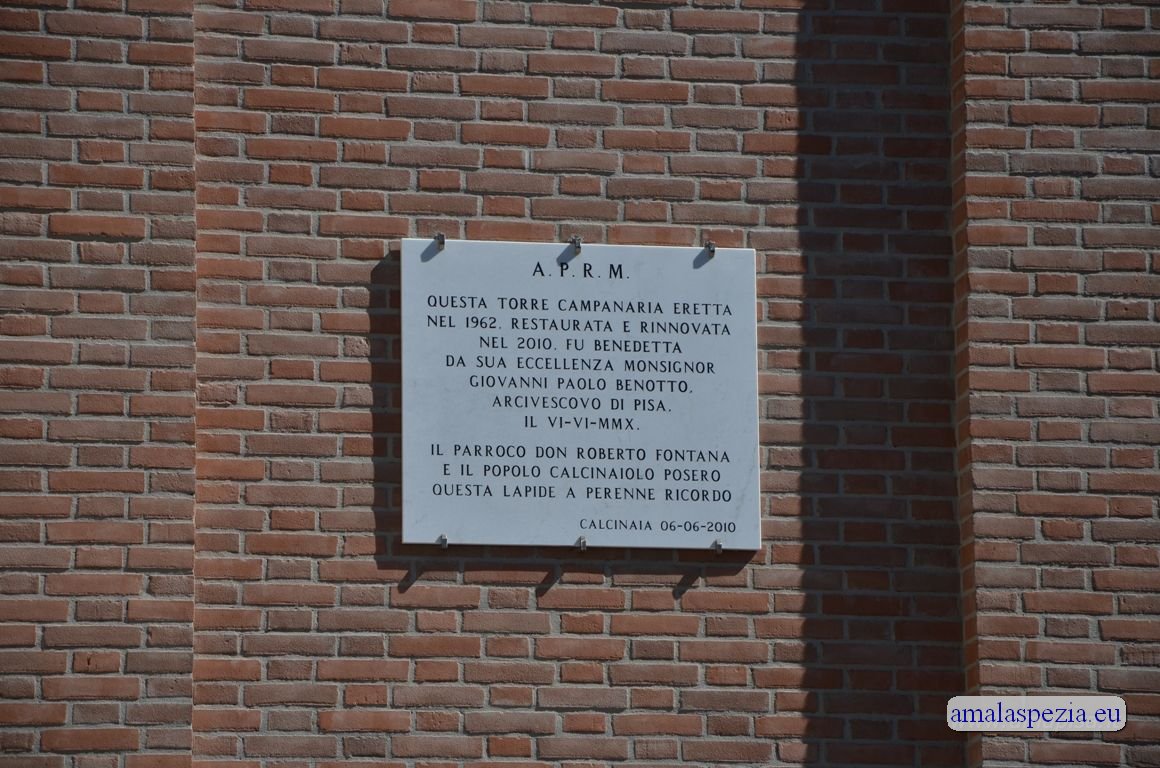 A. P. R. M.
QUESTA TORRE CAMPANARIA ERETTA
NEL 1962, RESTAURATA E RINNOVATA
NEL 2010, FU BENEDETTA
DA SUA ECCELLENZA MONSIGNOR
GIOVANNI PAOLO BENOTTO,
ARCIVESCOVO DI PISA,
IL VI-VI-MMX.
IL PARROCO DON ROBERTO FONTANA
E IL POPOLO CALCINAIOLO POSERO
QUESTA LAPIDE A PERENNE RICORDO
CALCINAIA 06-06-2010
amalaspezia.eu